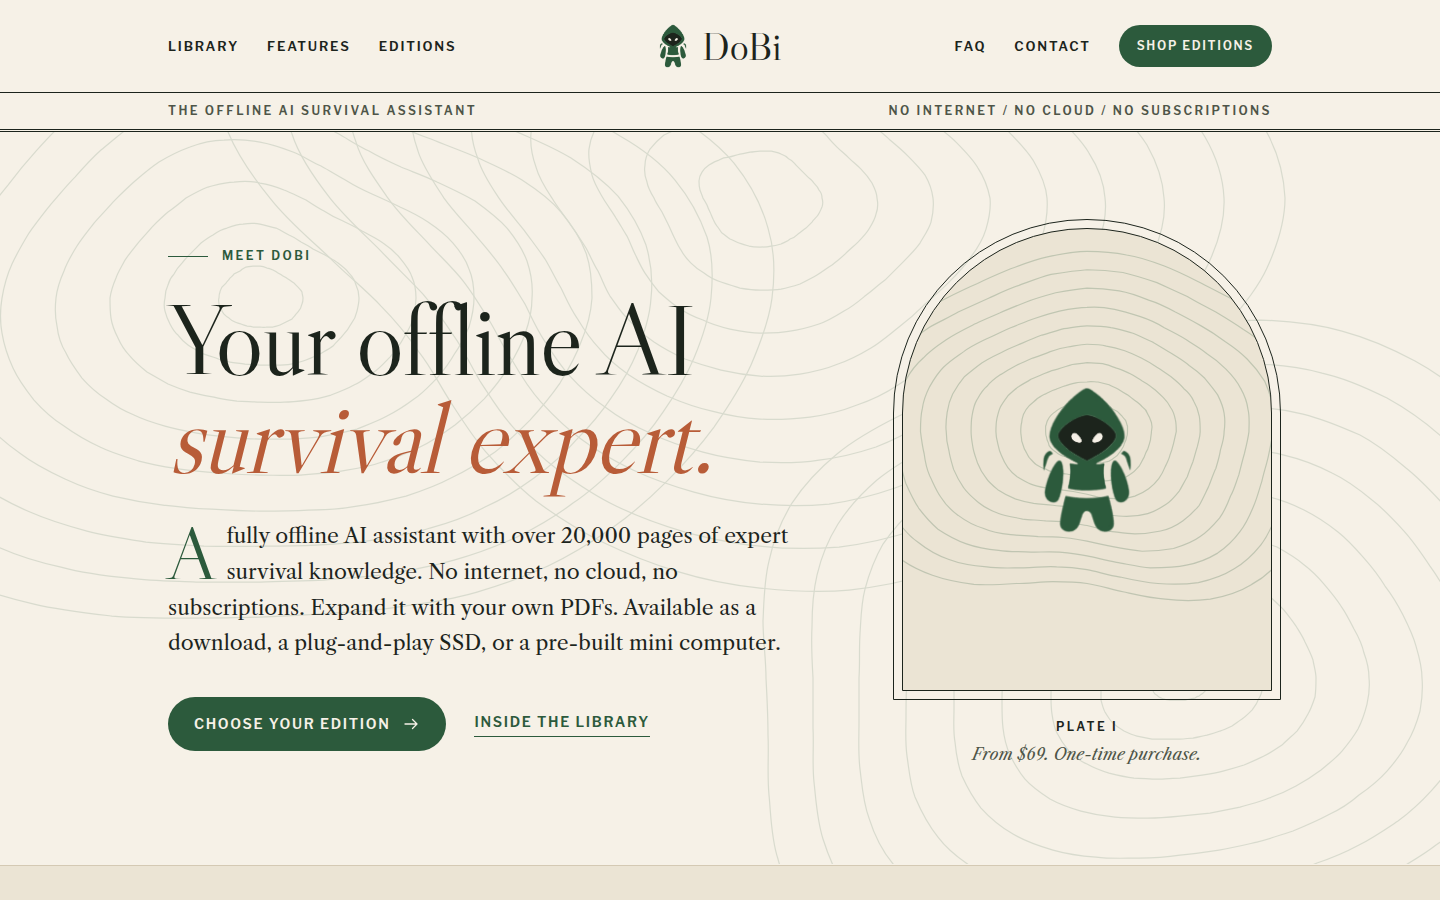 LIBRARY FEATURES EDITIONS
DoBi
FAQ CONTACT SHOP EDITIONS
THE OFFLINE AI SURVIVAL ASSISTANT
NO INTERNET / NO CLOUD / NO SUBSCRIPTIONS
MEET DOBI
Your offline AI
survival expert.
A fully offline AI assistant with over 20,000 pages of expert
survival knowledge. No internet, no cloud, no
subscriptions. Expand it with your own PDFs. Available as a
download, a plug-and-play SSD, or a pre-built mini computer.
CHOOSE YOUR EDITION →
INSIDE THE LIBRARY
PLATE I
From $69. One-time purchase.